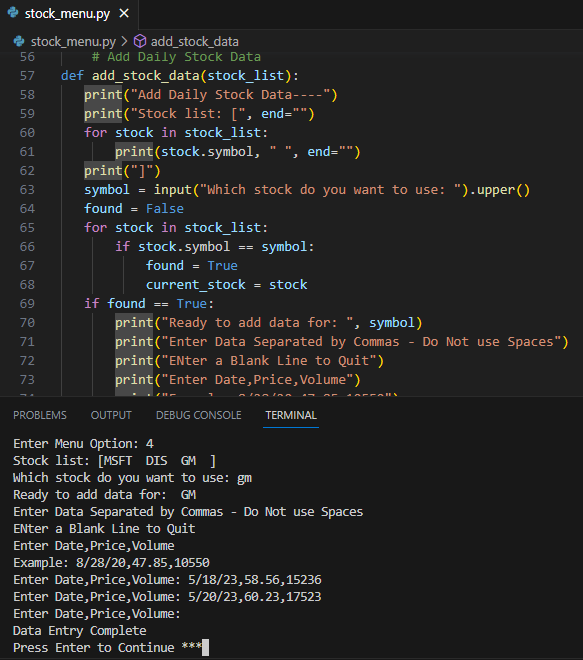 stock_menu.py ×
stock_menu.py > add_stock_data
56 # Add Daily Stock Data
57 def add_stock_data(stock_list):
58 print("Add Daily Stock Data----")
59 print("Stock list: [", end="")
60 for stock in stock_list:
61 print(stock.symbol, " ", end="")
62 print("]")
63 symbol = input("Which stock do you want to use: ").upper()
64 found = False
65 for stock in stock_list:
66 if stock.symbol == symbol:
67 found = True
68 current_stock = stock
69 if found == True:
70 print("Ready to add data for: ", symbol)
71 print("Enter Data Separated by Commas - Do Not use Spaces")
72 print("ENter a Blank Line to Quit")
73 print("Enter Date,Price,Volume")
74 print("Example: 8/28/20,47.85,10550")
PROBLEMS OUTPUT DEBUG CONSOLE TERMINAL
Enter Menu Option: 4
Stock list: [MSFT  DIS  GM  ]
Which stock do you want to use: gm
Ready to add data for:  GM
Enter Data Separated by Commas - Do Not use Spaces
ENter a Blank Line to Quit
Enter Date,Price,Volume
Example: 8/28/20,47.85,10550
Enter Date,Price,Volume: 5/18/23,58.56,15236
Enter Date,Price,Volume: 5/20/23,60.23,17523
Enter Date,Price,Volume:
Data Entry Complete
Press Enter to Continue ***